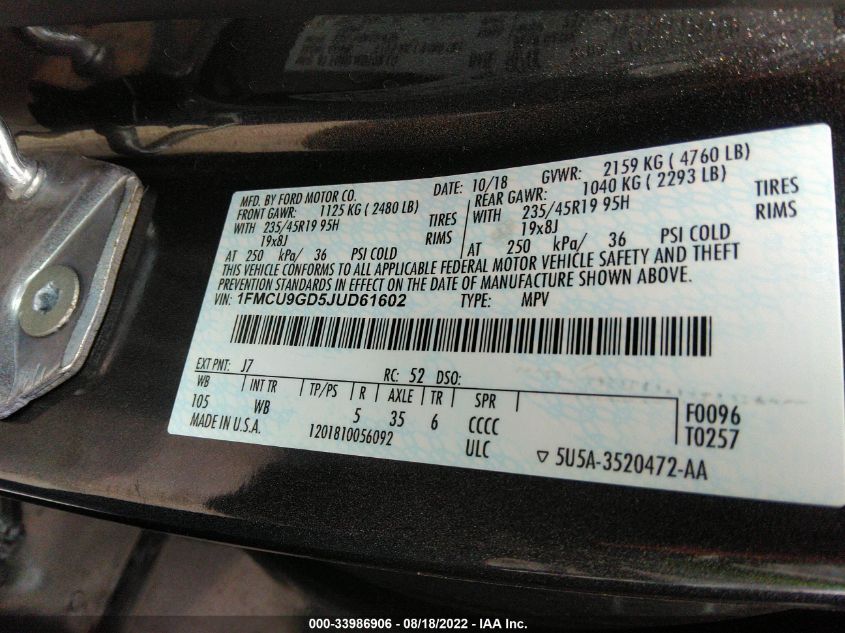 MFD. BY FORD MOTOR CO. DATE: 10/18 GVWR: 2159 KG ( 4760 LB)
FRONT GAWR: 1125 KG ( 2480 LB) REAR GAWR: 1040 KG ( 2293 LB)
WITH 235/45R19 95H TIRES WITH 235/45R19 95H TIRES
19x8J RIMS 19x8J RIMS
AT 250 kPa/ 36 PSI COLD AT 250 kPa/ 36 PSI COLD
THIS VEHICLE CONFORMS TO ALL APPLICABLE FEDERAL MOTOR VEHICLE SAFETY AND THEFT
PREVENTION STANDARDS IN EFFECT ON THE DATE OF MANUFACTURE SHOWN ABOVE.
VIN: 1FMCU9GD5JUD61602 TYPE: MPV
EXT PNT: J7 RC: 52 DSO:
WB INT TR TP/PS R AXLE TR SPR
105 WB 5 35 6 CCCC
F0096
T0257
MADE IN U.S.A. 1201810056092 ULC ▽ 5U5A-3520472-AA
000-33986906 - 08/18/2022 - IAA Inc.